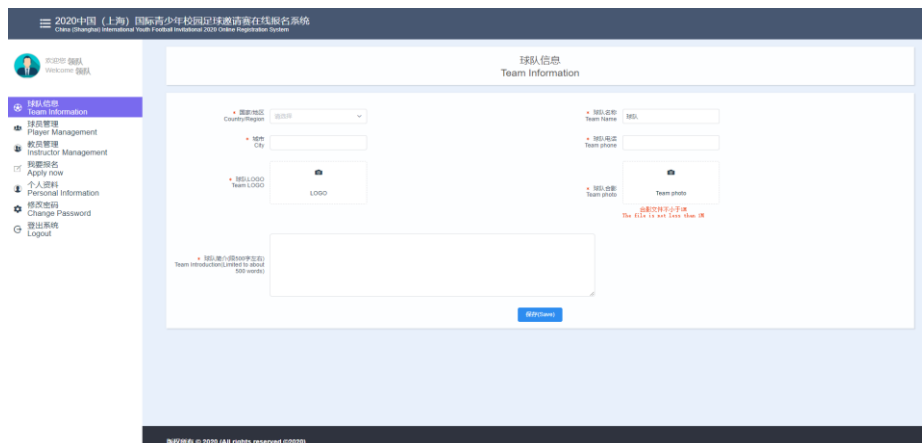 2020中国（上海）国际青少年校园足球邀请赛在线报名系统
China (Shanghai) International Youth Football Invitational 2020 Online Registration System
欢迎您 领队
Welcome 领队
球队信息
Team Information
球员管理
Player Management
教员管理
Instructor Management
我要报名
Apply now
个人资料
Personal Information
修改密码
Change Password
登出系统
Logout
球队信息
Team Information
* 国家/地区
Country/Region
请选择
* 球队名称
Team Name
球队
* 城市
City
* 球队电话
Team phone
* 球队LOGO
Team LOGO
LOGO
* 球队合影
Team photo
Team photo
合影文件不小于1M
The file is not less than 1M
* 球队简介(限500字左右)
Team Introduction(Limited to about
500 words)
保存(Save)
版权所有 © 2020 (All rights reserved ©2020)